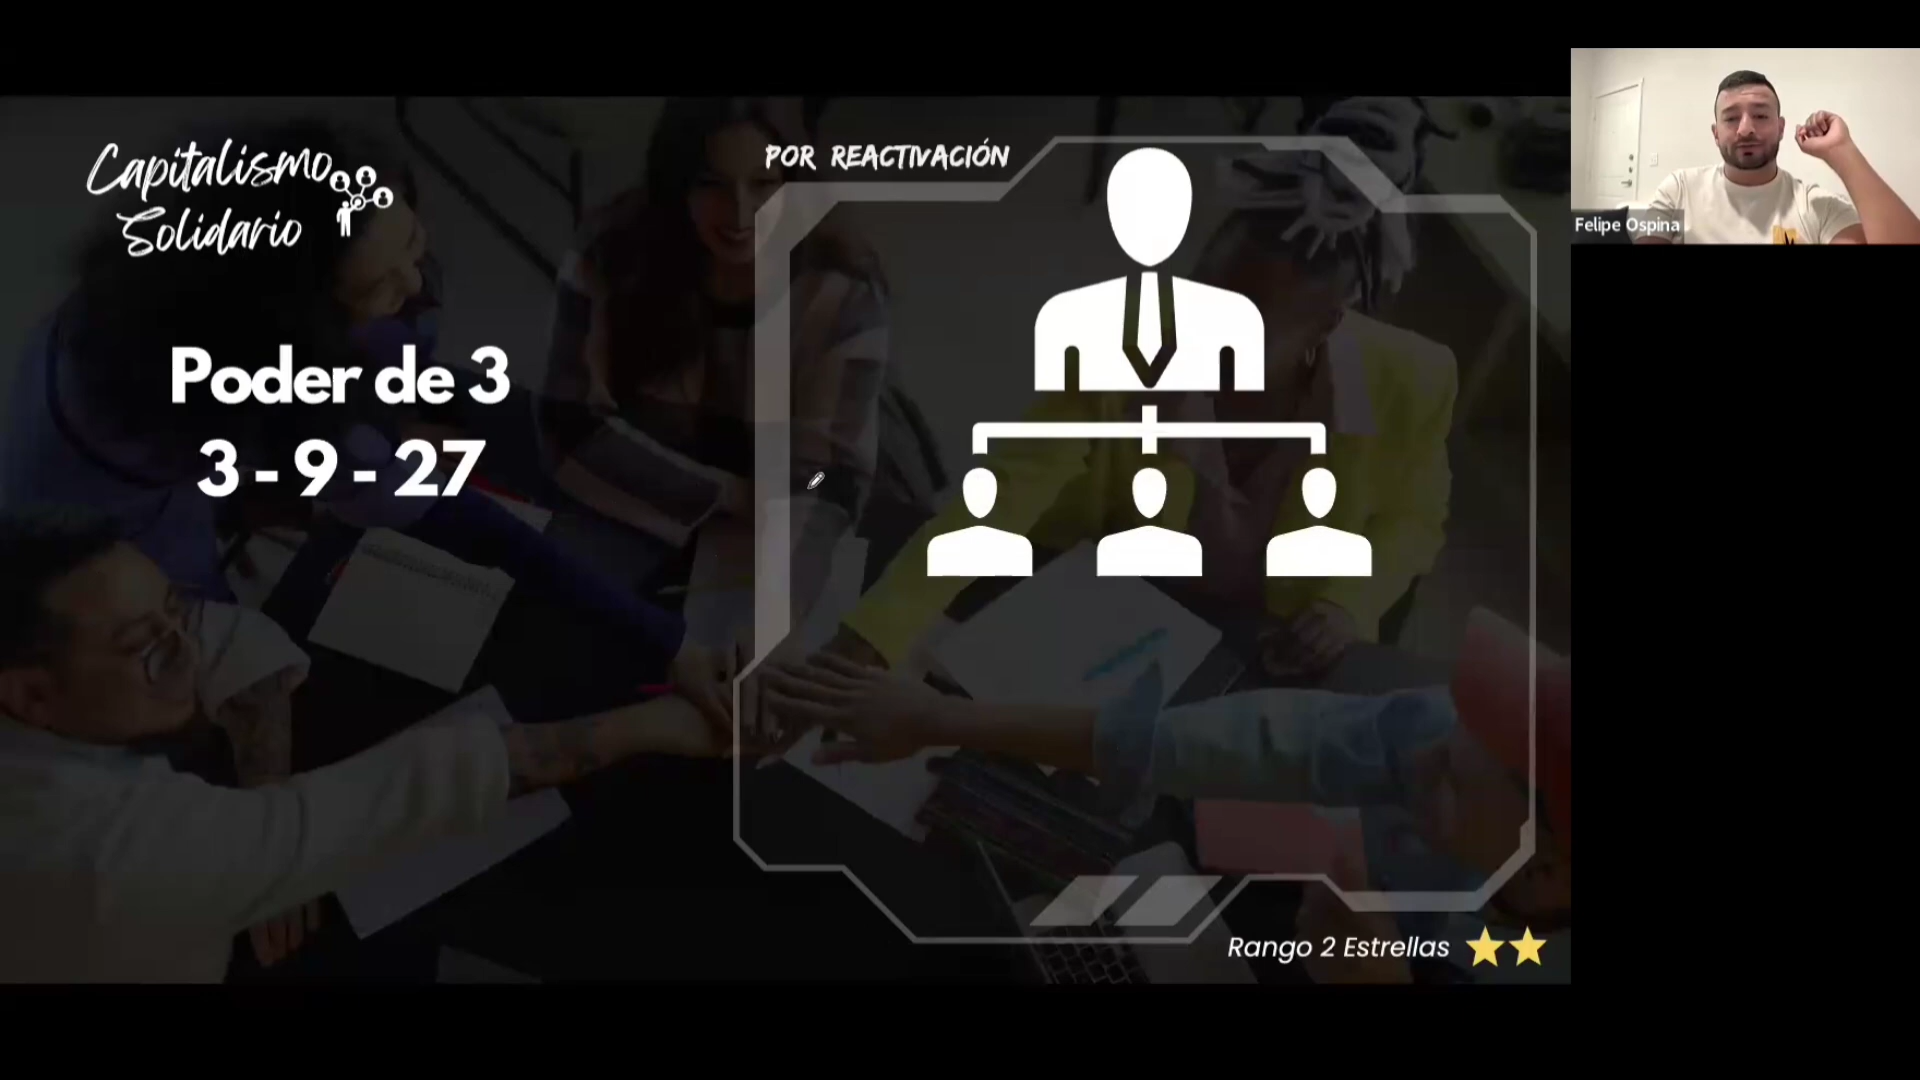 Capitalismo
Solidario
Poder de 3
3 - 9 - 27
POR REACTIVACIÓN
Rango 2 Estrellas
Felipe Ospina